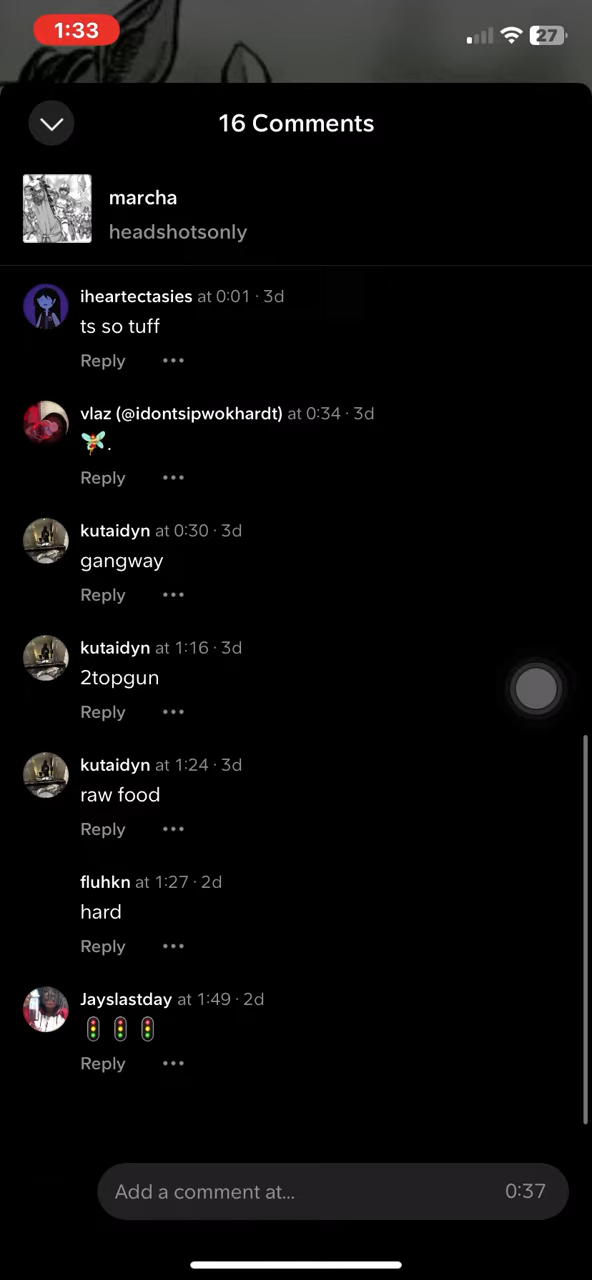 1:33
27
16 Comments
marcha
headshotsonly
iheartectasies at 0:01 · 3d
ts so tuff
Reply
vlaz (@idontsipwokhardt) at 0:34 · 3d
.
Reply
kutaidyn at 0:30 · 3d
gangway
Reply
kutaidyn at 1:16 · 3d
2topgun
Reply
kutaidyn at 1:24 · 3d
raw food
Reply
fluhkn at 1:27 · 2d
hard
Reply
Jayslastday at 1:49 · 2d
🚦 🚦 🚦
Reply
Add a comment at... 0:37